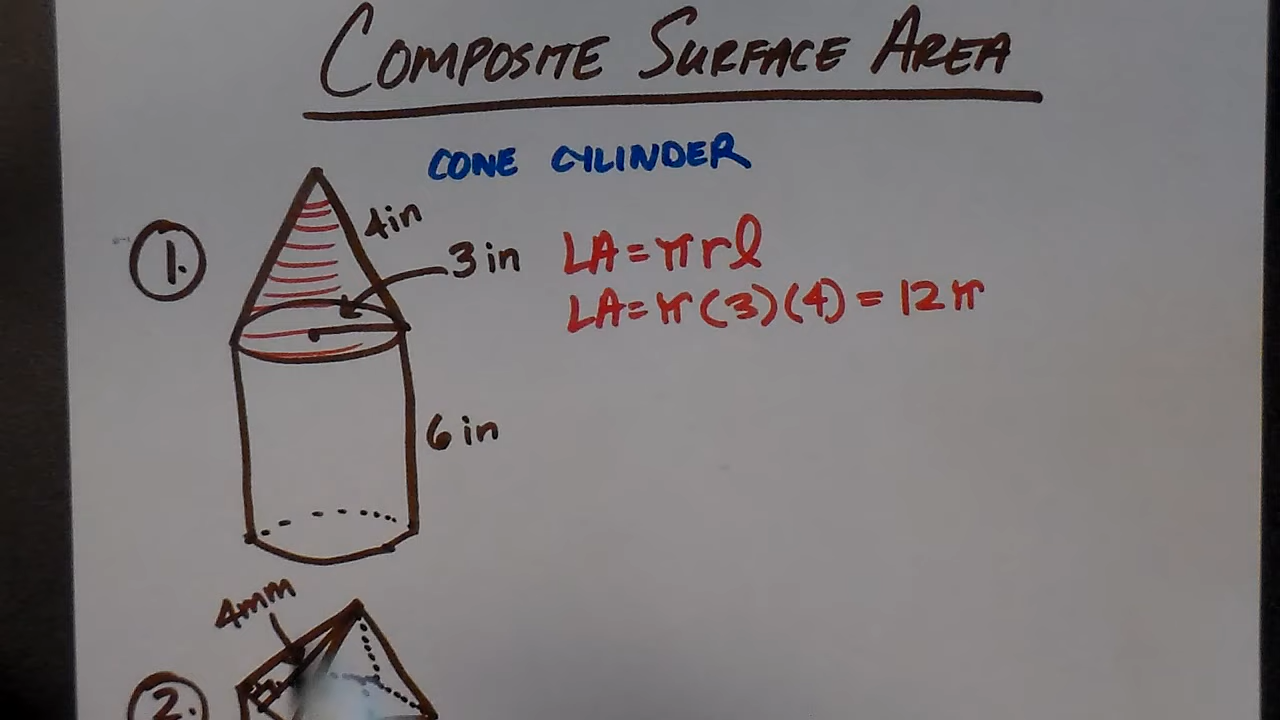 COMPOSITE SURFACE AREA
CONE CYLINDER
1.
4in
3 in
LA = πrl
LA = π(3)(4) = 12π
6 in
4mm
2.